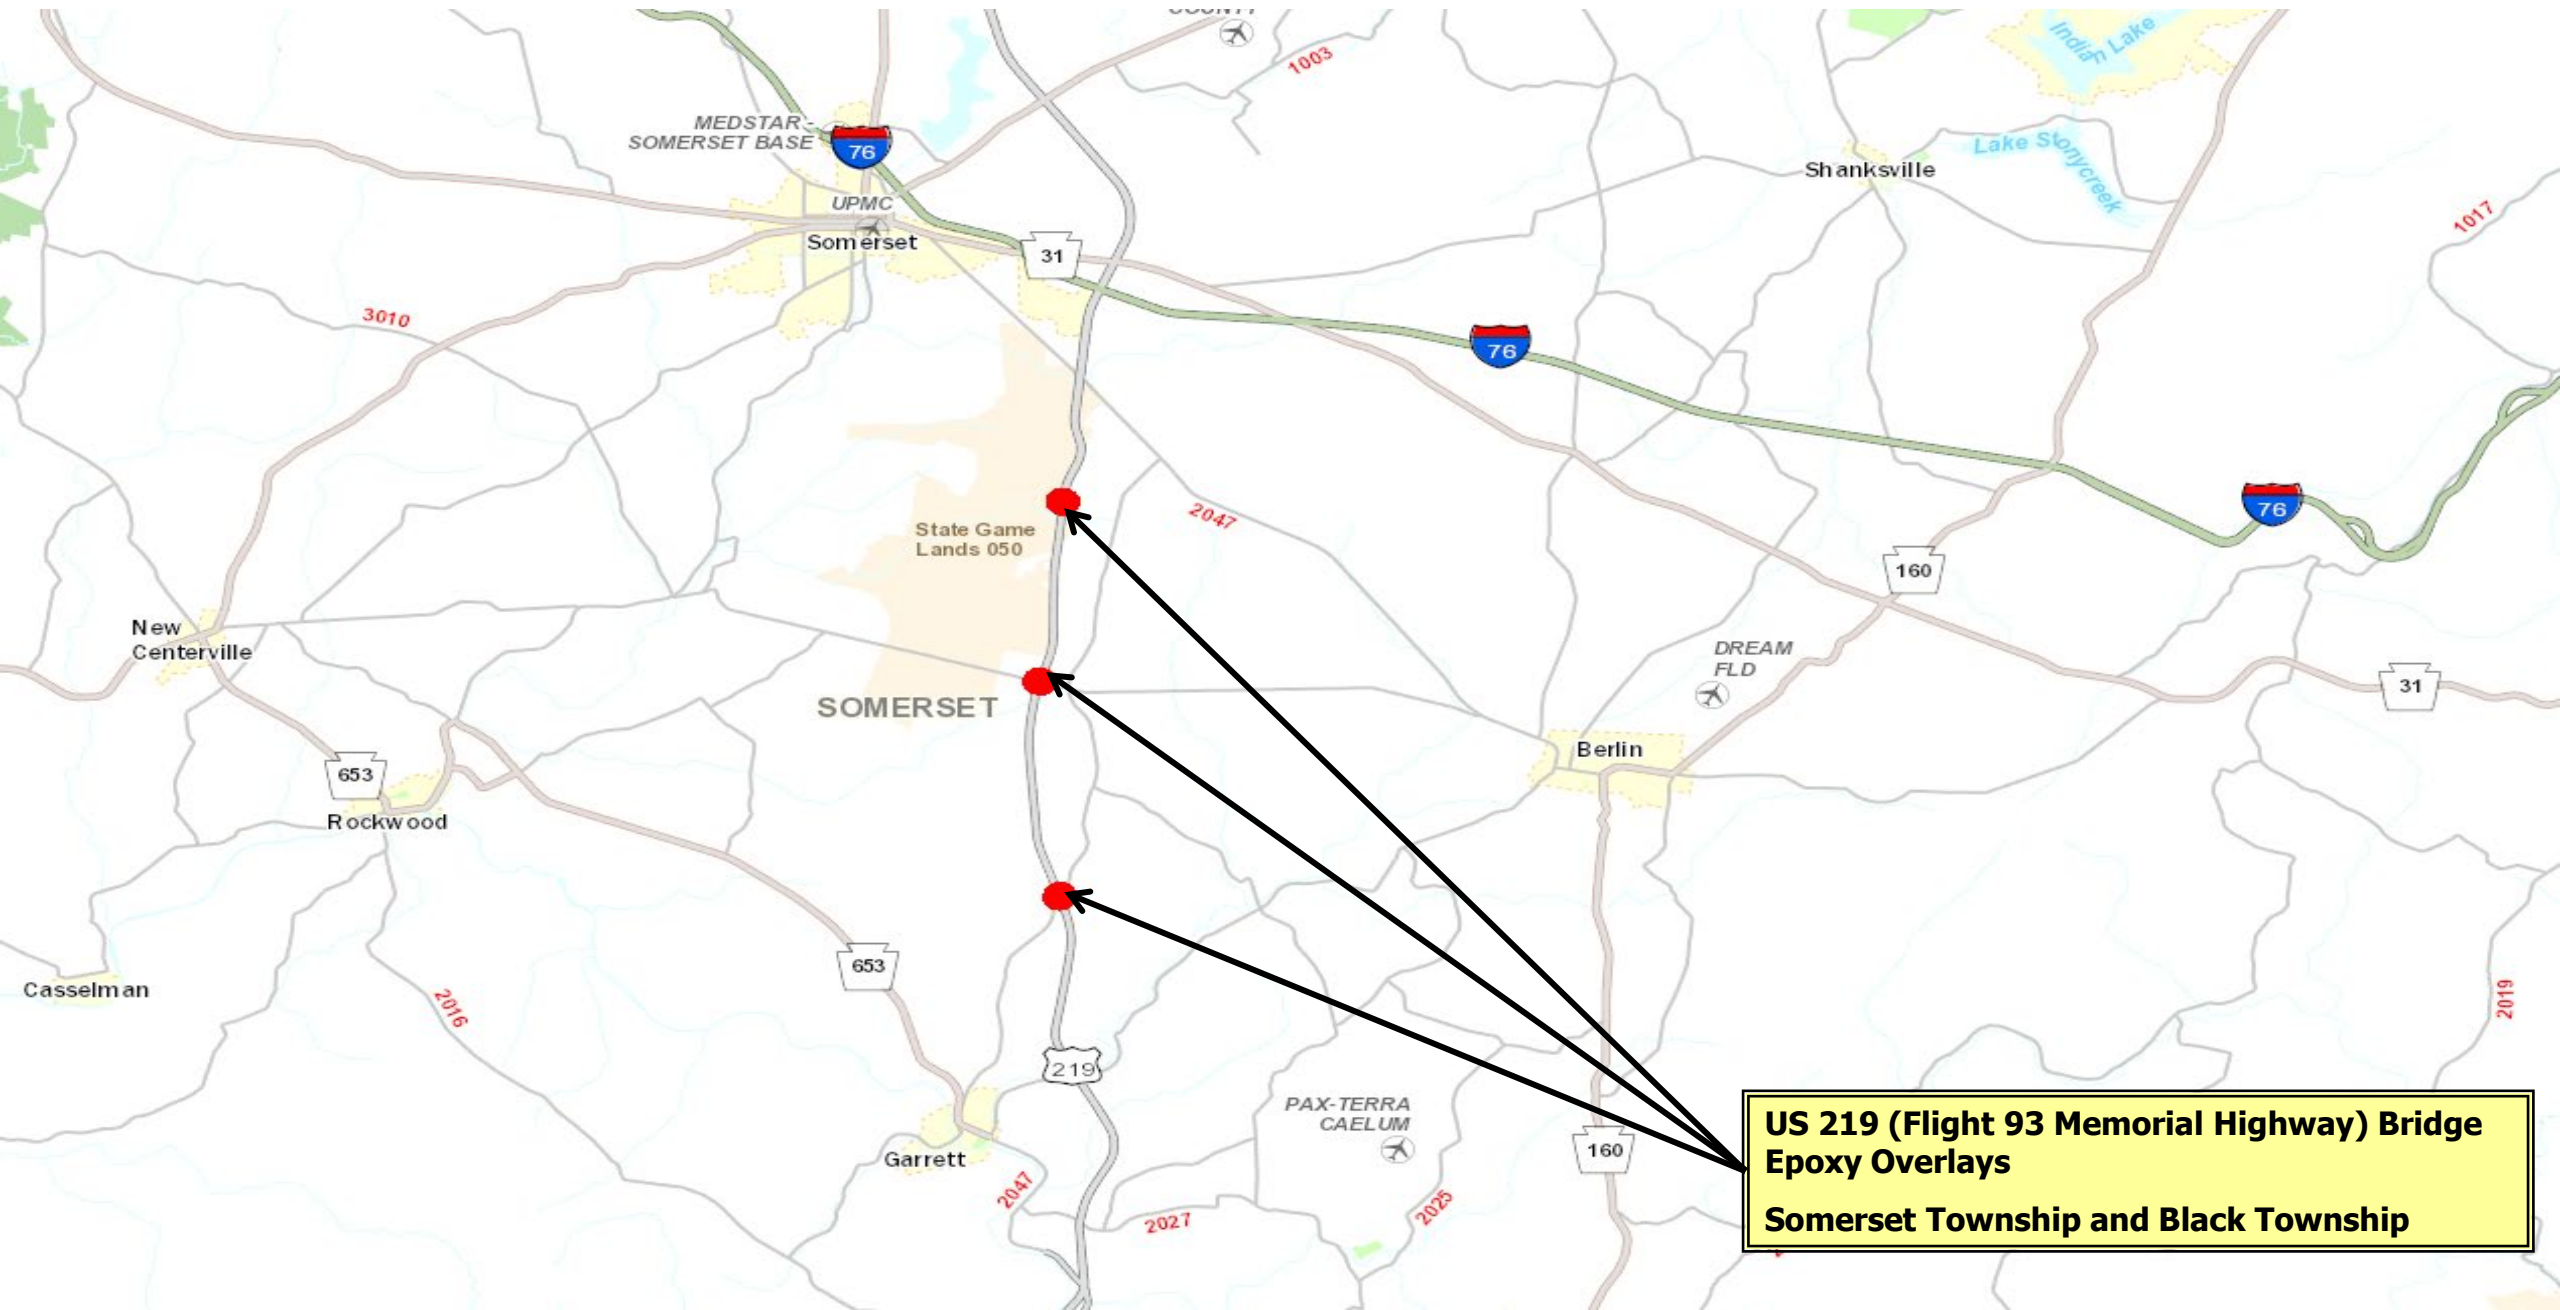 COUNTY
1003
Indian Lake
MEDSTAR -
SOMERSET BASE
76
Lake Stonycreek
Shanksville
UPMC
Somerset
31
1017
3010
76
76
2047
State Game
Lands 050
160
New
Centerville
DREAM
FLD
31
SOMERSET
Berlin
653
Rockwood
653
Casselman
2016
2019
219
PAX-TERRA
CAELUM
160
Garrett
2047
2027
2025
US 219 (Flight 93 Memorial Highway) Bridge
Epoxy Overlays
Somerset Township and Black Township